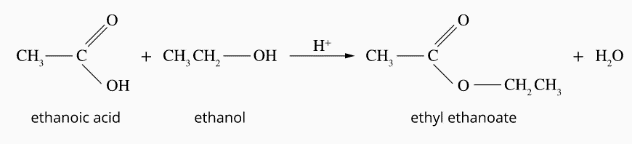 O O
CH₃ — C + CH₃CH₂ — OH H⁺ CH₃ — C + H₂O
OH O — CH₂CH₃
ethanoic acid ethanol ethyl ethanoate